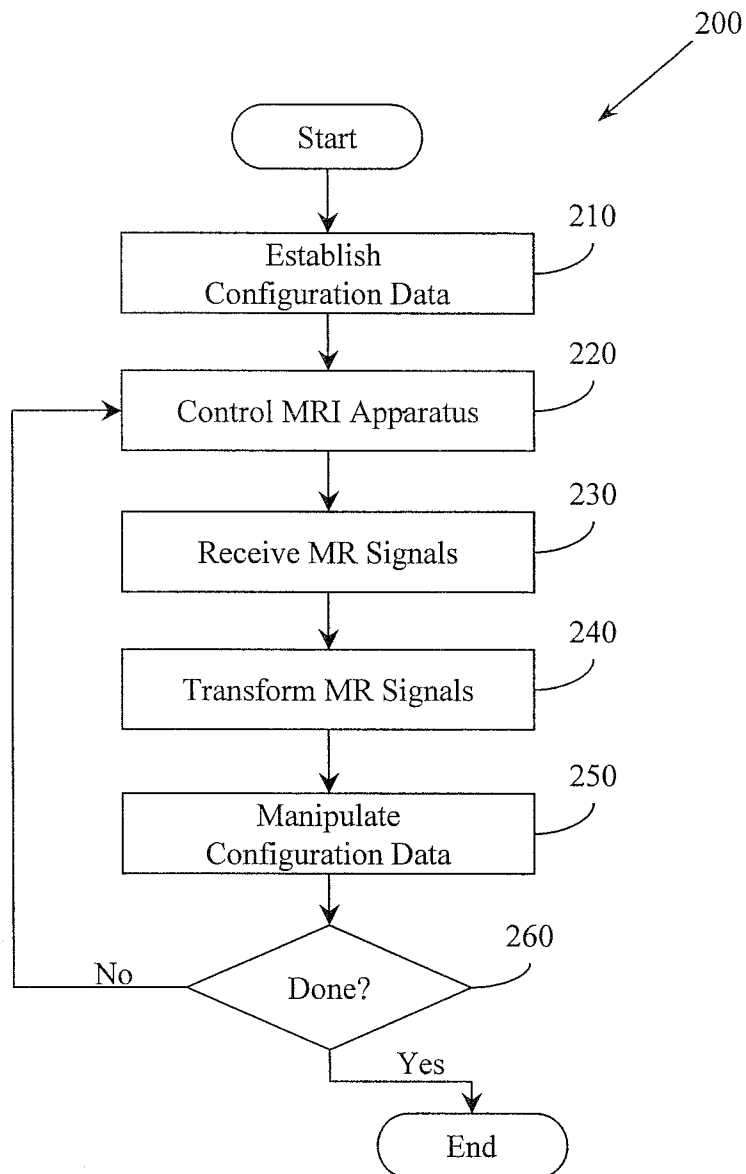 200
Start
210
Establish
Configuration Data
220
Control MRI Apparatus
230
Receive MR Signals
240
Transform MR Signals
250
Manipulate
Configuration Data
260
Done?
No
Yes
End